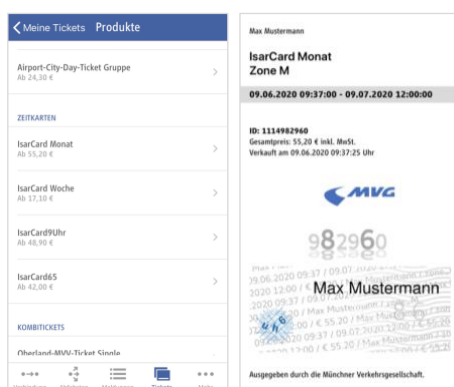 Meine Tickets Produkte
Airport-City-Day-Ticket Gruppe
Ab 24,30 €
ZEITKARTEN
IsarCard Monat
Ab 55,20 €
IsarCard Woche
Ab 17,10 €
IsarCard9Uhr
Ab 48,90 €
IsarCard65
Ab 42,00 €
KOMBITICKETS
Oberland-MVV-Ticket Single
Max Mustermann
IsarCard Monat
Zone M
09.06.2020 09:37:00 - 09.07.2020 12:00:00
ID: 1114982960
Gesamtpreis: 55,20 € inkl. MwSt.
Verkauft am 09.06.2020 09:37:25 Uhr
MVG
982960
Max Mustermann
Ausgegeben durch die Münchner Verkehrsgesellschaft.